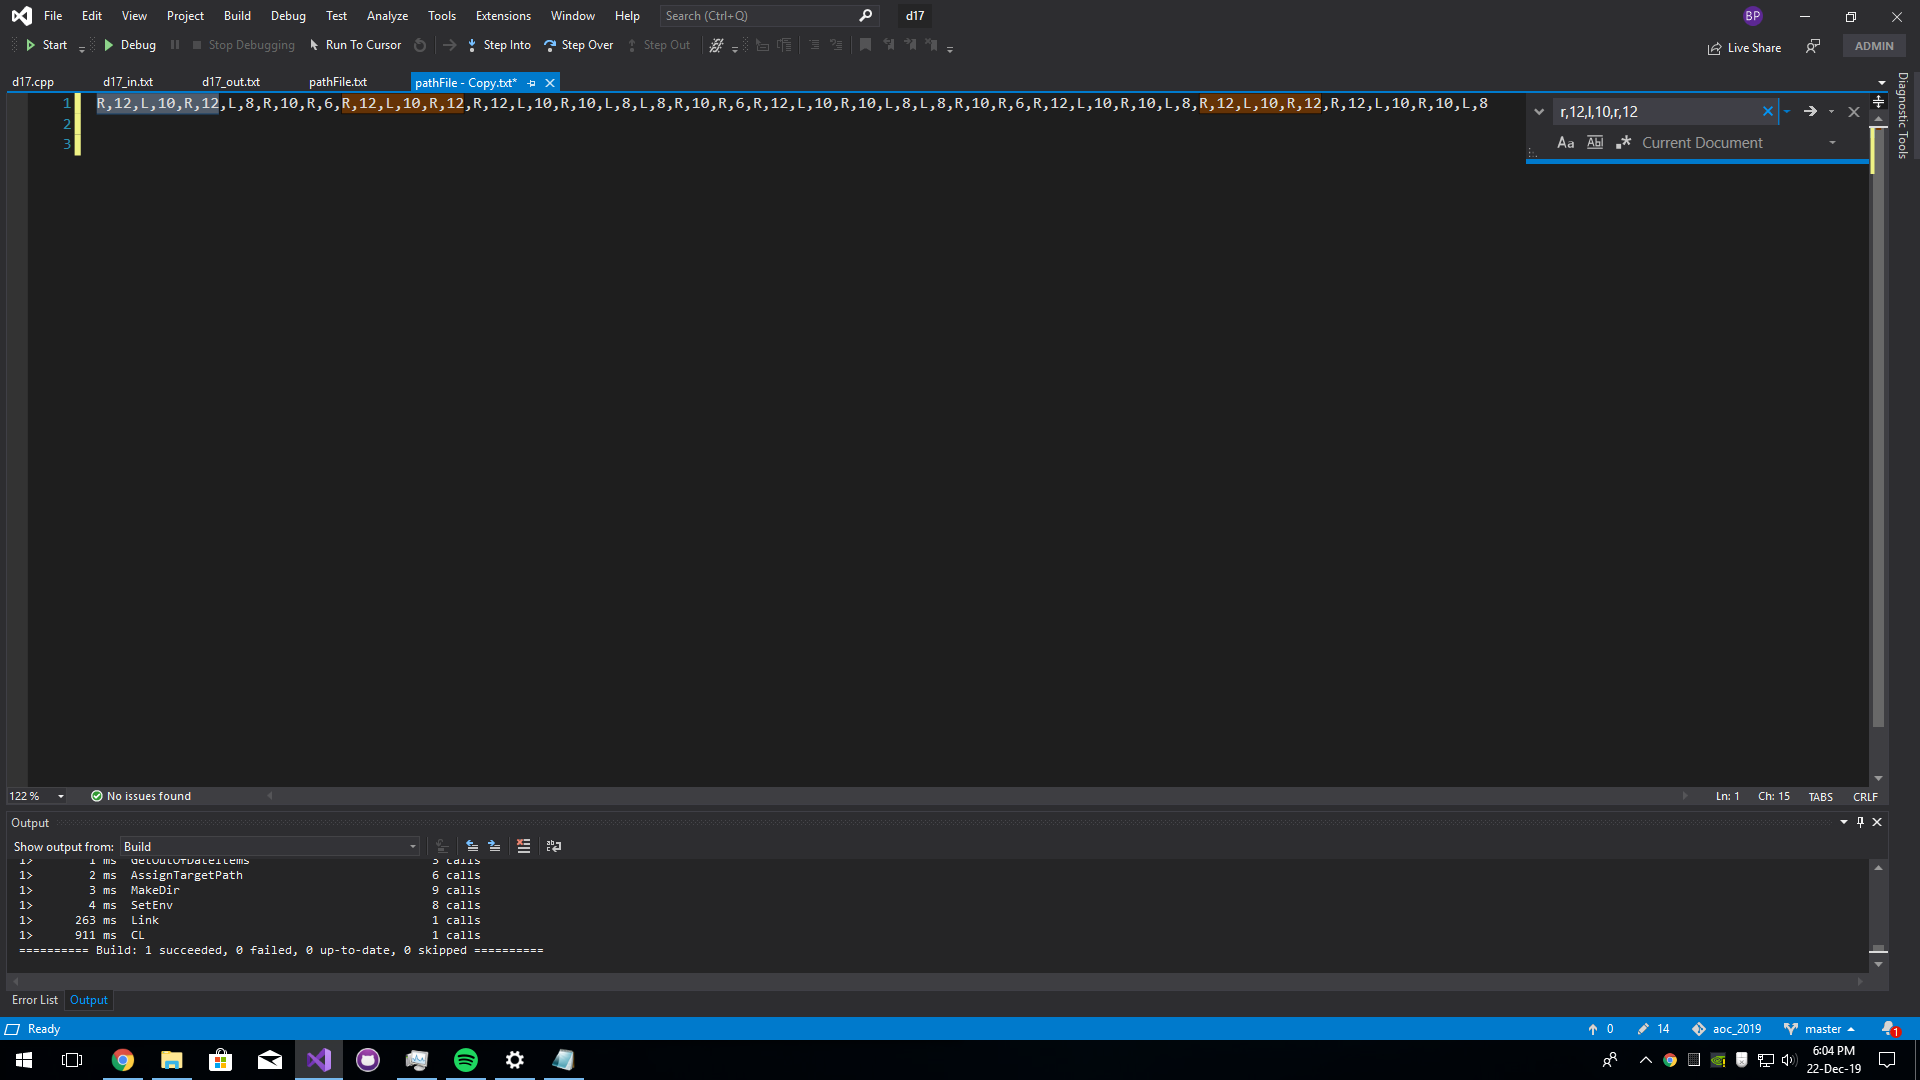 File Edit View Project Build Debug Test Analyze Tools Extensions Window Help Search (Ctrl+Q) d17 BP
Start Debug Stop Debugging Run To Cursor Step Into Step Over Step Out Live Share ADMIN
d17.cpp d17_in.txt d17_out.txt pathFile.txt pathFile - Copy.txt*
1 R,12,L,10,R,12,L,8,R,10,R,6,R,12,L,10,R,12,R,12,L,10,R,10,L,8,L,8,R,10,R,6,R,12,L,10,R,10,L,8,L,8,R,10,R,6,R,12,L,10,R,10,L,8,R,12,L,10,R,12,R,12,L,10,R,10,L,8
2
3
r,12,l,10,r,12
Aa Abl .* Current Document
Diagnostic Tools
122 % No issues found Ln: 1 Ch: 15 TABS CRLF
Output
Show output from: Build
1> 1 ms GetOutOfDateItems 3 calls
1> 2 ms AssignTargetPath 6 calls
1> 3 ms MakeDir 9 calls
1> 4 ms SetEnv 8 calls
1> 263 ms Link 1 calls
1> 911 ms CL 1 calls
========== Build: 1 succeeded, 0 failed, 0 up-to-date, 0 skipped ==========
Error List Output
Ready 0 14 aoc_2019 master 1
6:04 PM
22-Dec-19